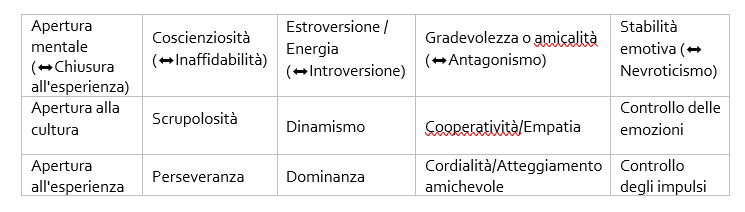 Apertura
mentale
(⬌Chiusura
all'esperienza)
Coscienziosità
(⬌Inaffidabilità)
Estroversione /
Energia
(⬌Introversione)
Gradevolezza o amicalità
(⬌Antagonismo)
Stabilità
emotiva (⬌
Nevroticismo)
Apertura alla
cultura
Scrupolosità
Dinamismo
Cooperatività/Empatia
Controllo delle
emozioni
Apertura
all'esperienza
Perseveranza
Dominanza
Cordialità/Atteggiamento
amichevole
Controllo
degli impulsi